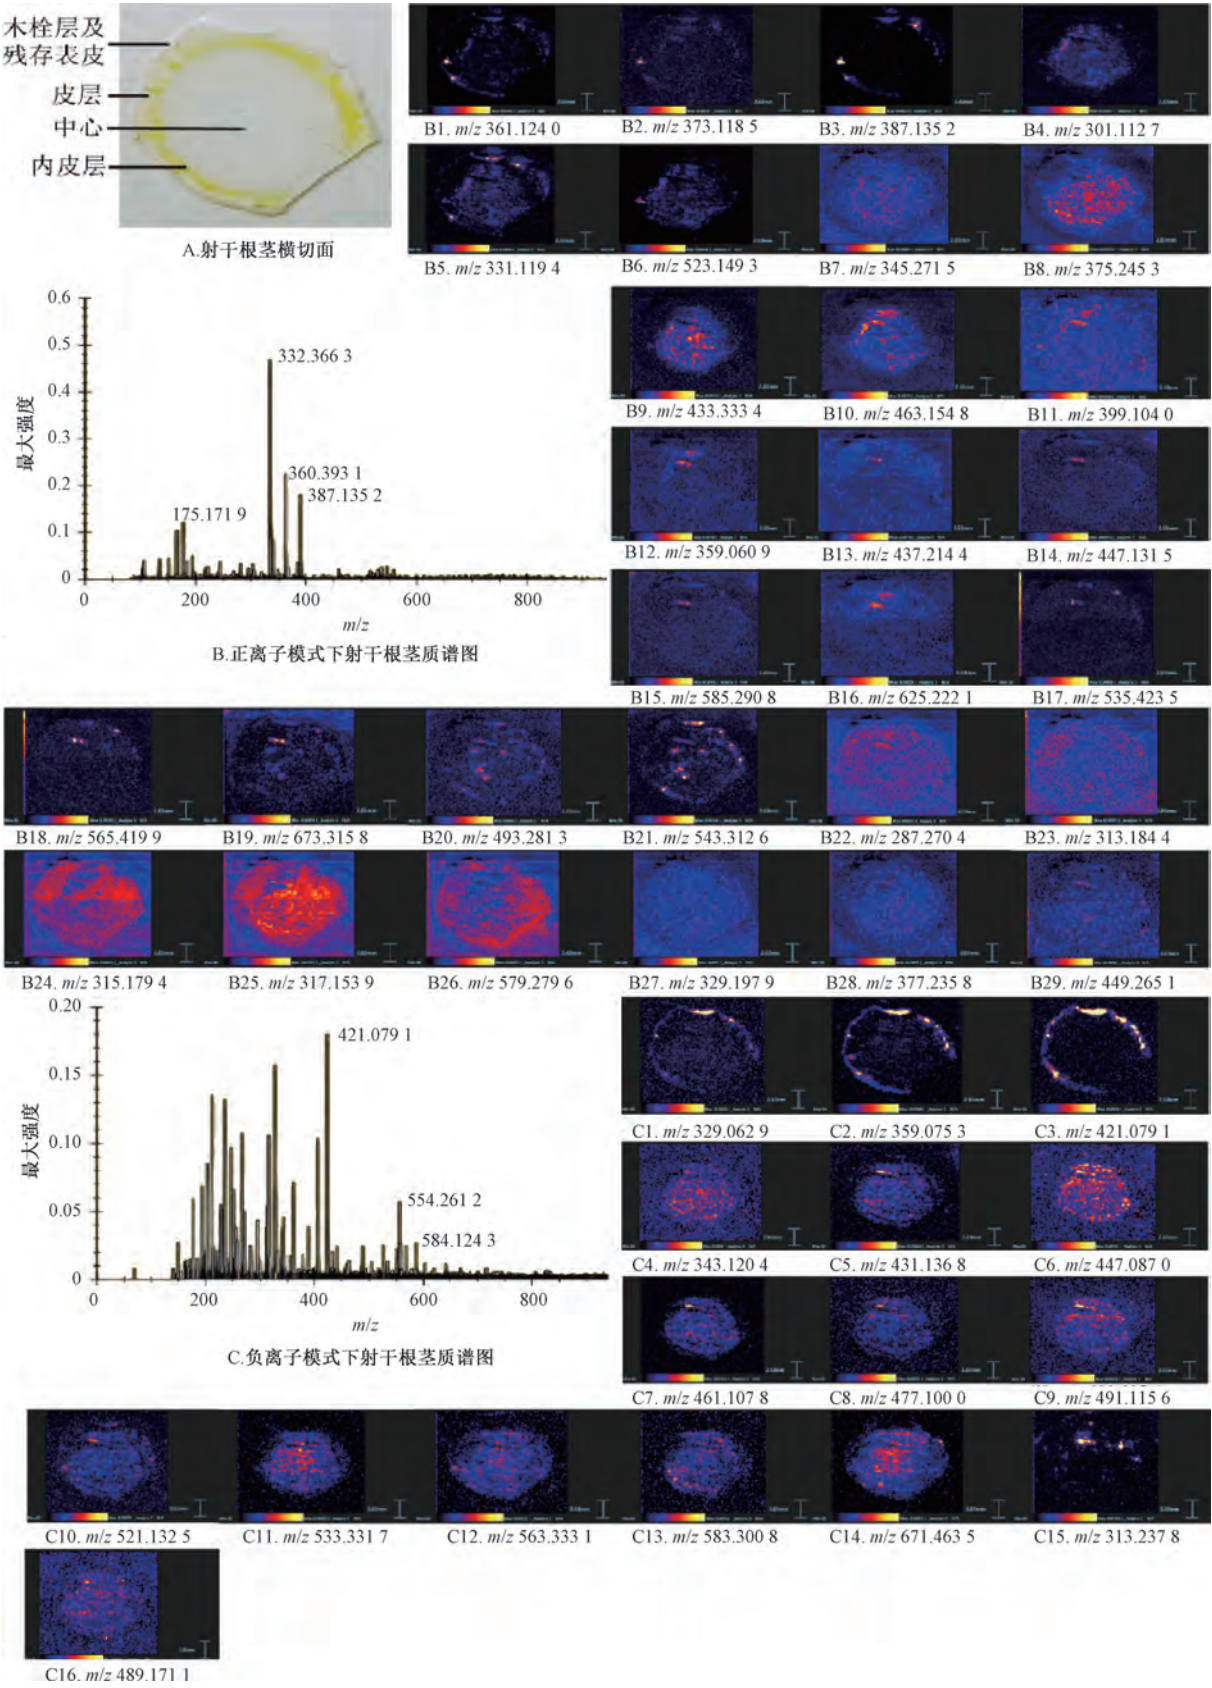 木栓层及
残存表皮
皮层
中心
内皮层
A.射干根茎横切面
B1. m/z 361.124 0
B2. m/z 373.118 5
B3. m/z 387.135 2
B4. m/z 301.112 7
B5. m/z 331.119 4
B6. m/z 523.149 3
B7. m/z 345.271 5
B8. m/z 375.245 3
0.6
0.5
0.4
0.3
0.2
0.1
0
最大强度
332.366 3
360.393 1
387.135 2
175.171 9
0
200
400
600
800
m/z
B.正离子模式下射干根茎质谱图
B9. m/z 433.333 4
B10. m/z 463.154 8
B11. m/z 399.104 0
B12. m/z 359.060 9
B13. m/z 437.214 4
B14. m/z 447.131 5
B15. m/z 585.290 8
B16. m/z 625.222 1
B17. m/z 535.423 5
B18. m/z 565.419 9
B19. m/z 673.315 8
B20. m/z 493.281 3
B21. m/z 543.312 6
B22. m/z 287.270 4
B23. m/z 313.184 4
B24. m/z 315.179 4
B25. m/z 317.153 9
B26. m/z 579.279 6
B27. m/z 329.197 9
B28. m/z 377.235 8
B29. m/z 449.265 1
0.20
0.15
0.10
0.05
0
最大强度
421.079 1
554.261 2
584.124 3
0
200
400
600
800
m/z
C.负离子模式下射干根茎质谱图
C1. m/z 329.062 9
C2. m/z 359.075 3
C3. m/z 421.079 1
C4. m/z 343.120 4
C5. m/z 431.136 8
C6. m/z 447.087 0
C7. m/z 461.107 8
C8. m/z 477.100 0
C9. m/z 491.115 6
C10. m/z 521.132 5
C11. m/z 533.331 7
C12. m/z 563.333 1
C13. m/z 583.300 8
C14. m/z 671.463 5
C15. m/z 313.237 8
C16. m/z 489.171 1